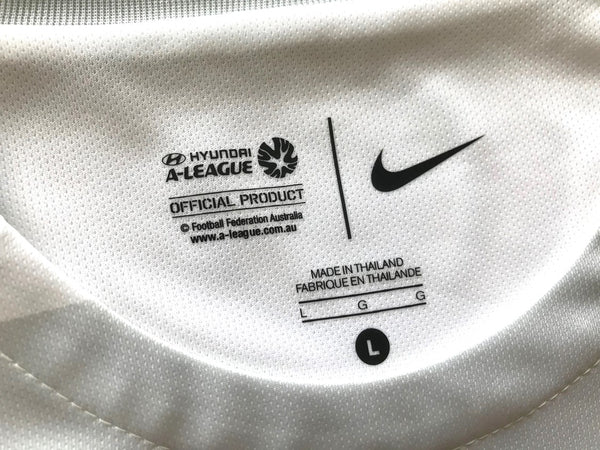 HYUNDAI
A-LEAGUE
OFFICIAL PRODUCT
© Football Federation Australia
www.a-league.com.au
MADE IN THAILAND
FABRIQUE EN THAILANDE
L G G
L